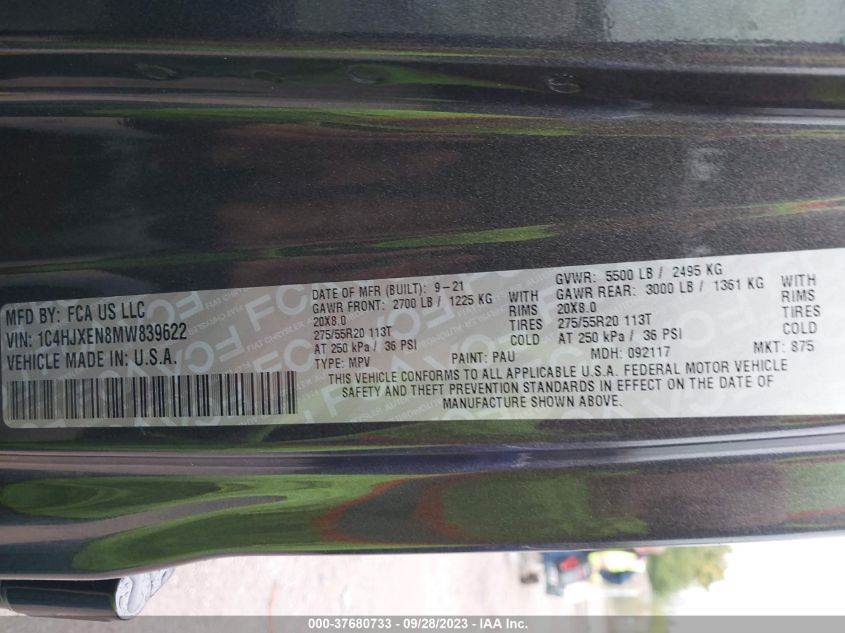 MFD BY: FCA US LLC
VIN: 1C4HJXEN8MW839622
VEHICLE MADE IN U.S.A.
DATE OF MFR (BUILT): 9-21
GAWR FRONT: 2700 LB / 1225 KG WITH
20X8.0 RIMS
275/55R20 113T TIRES
AT 250 kPa / 36 PSI COLD
TYPE: MPV PAINT: PAU
GVWR: 5500 LB / 2495 KG
GAWR REAR: 3000 LB / 1361 KG WITH
20X8.0 RIMS
275/55R20 113T TIRES
AT 250 kPa / 36 PSI COLD
MDH: 092117 MKT: 875
THIS VEHICLE CONFORMS TO ALL APPLICABLE U.S.A. FEDERAL MOTOR VEHICLE
SAFETY AND THEFT PREVENTION STANDARDS IN EFFECT ON THE DATE OF
MANUFACTURE SHOWN ABOVE.
000-37680733 - 09/28/2023 - IAA Inc.